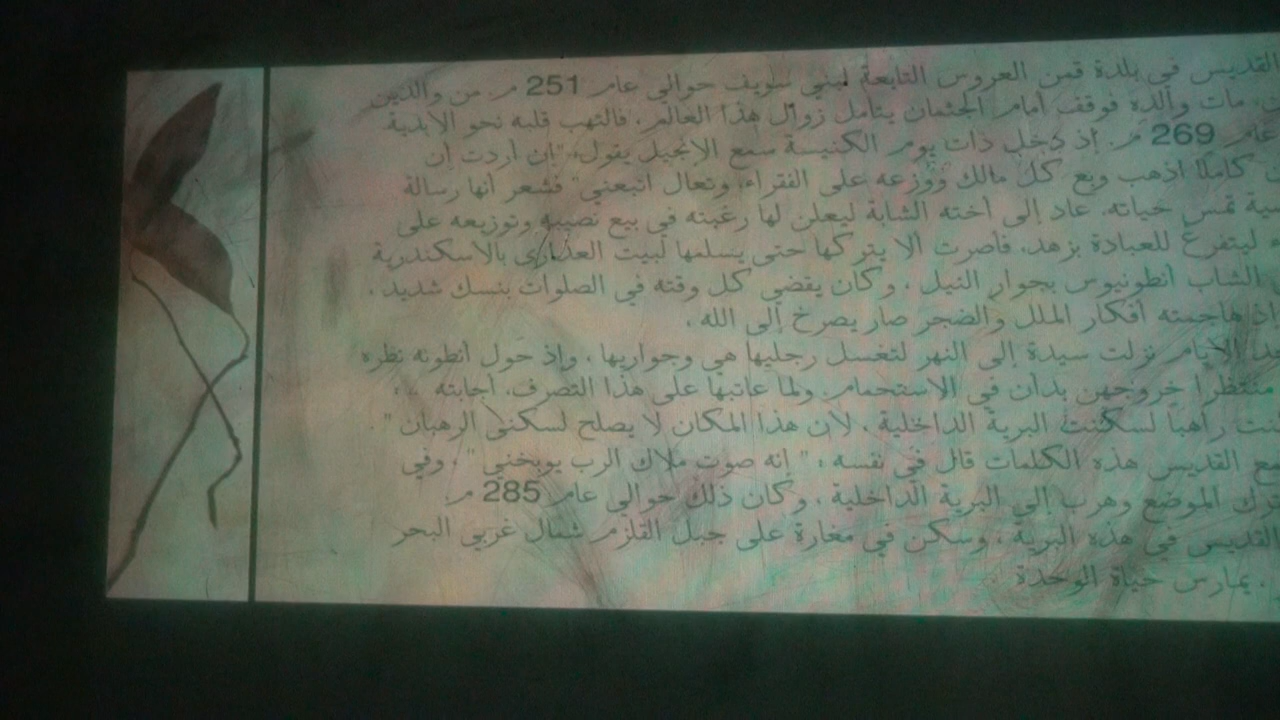 القديس في بلدة قمن العروس التابعة لبني سويف حوالي عام 251 م. من والدين
مات والده فوقف أمام الجثمان يتأمل زوال هذا العالم، فالتهب قلبه نحو الأبدية
عام 269 م. إذ دخل ذات يوم الكنيسة سمع الإنجيل يقول: "إن أردت أن
كاملاً اذهب وبع كل مالك ووزعه على الفقراء، وتعال اتبعني" فشعر أنها رسالة
تمس حياته. عاد إلى أخته الشابة ليعلن لها رغبته في بيع نصيبه وتوزيعه على
ليتفرغ للعبادة بزهد، فأصرت ألا يتركها حتى يسلمها لبيت العذارى بالأسكندرية
الشاب أنطونيوس بجوار النيل ، وكان يقضي كل وقته في الصلوات بنسك شديد .
هاجمته أفكار الملل والضجر صار يصرخ إلى الله .
الأيام نزلت سيدة إلى النهر لتغسل رجليها هي وجواريها ، وإذ حول أنطونه نظره
منتظرا خروجهن بدأن في الإستحمام. ولما عاتبها على هذا التصرف، أجابته :
راهباً لسكنت البرية الداخلية ، لأن هذا المكان لا يصلح لسكنى الرهبان " .
القديس هذه الكلمات قال في نفسه : " إنه صوت ملاك الرب يوبخني " ، وفي
الموضع وهرب إلى البرية الداخلية ، وكان ذلك حوالي عام 285 م.
القديس في هذه البرية ، وسكن في مغارة على جبل القلزم شمال غربي البحر
. يمارس حياة الوحدة